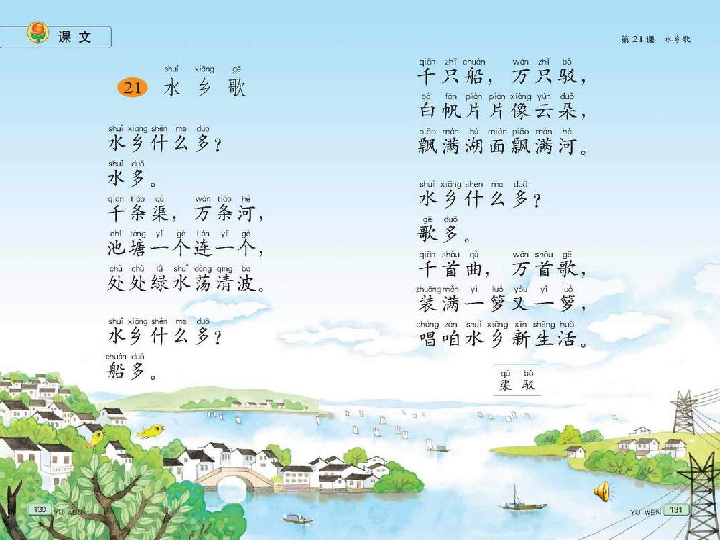 课文
第21课 水乡歌
shuǐ xiāng gē
21 水乡歌
shuǐ xiāng shén me duō
水乡什么多?
shuǐ duō
水多。
qiān tiáo qú wàn tiáo hé
千条渠, 万条河,
chí táng yī gè lián yī gè
池塘一个连一个,
chù chù lǜ shuǐ dàng qīng bō
处处绿水荡清波。
shuǐ xiāng shén me duō
水乡什么多?
chuán duō
船多。
qiān zhī chuán wàn zhī bó
千只船, 万只驳,
bái fān piàn piàn xiàng yún duǒ
白帆片片像云朵,
piāo mǎn hú miàn piāo mǎn hé
飘满湖面飘满河。
shuǐ xiāng shén me duō
水乡什么多?
gē duō
歌多。
qiān shǒu qǔ wàn shǒu gē
千首曲, 万首歌,
zhuāng mǎn yī luó yòu yī luó
装满一箩又一箩,
chàng zán shuǐ xiāng xīn shēng huó
唱咱水乡新生活。
qú bó
渠 驳
130 YU WEN
YU WEN 131